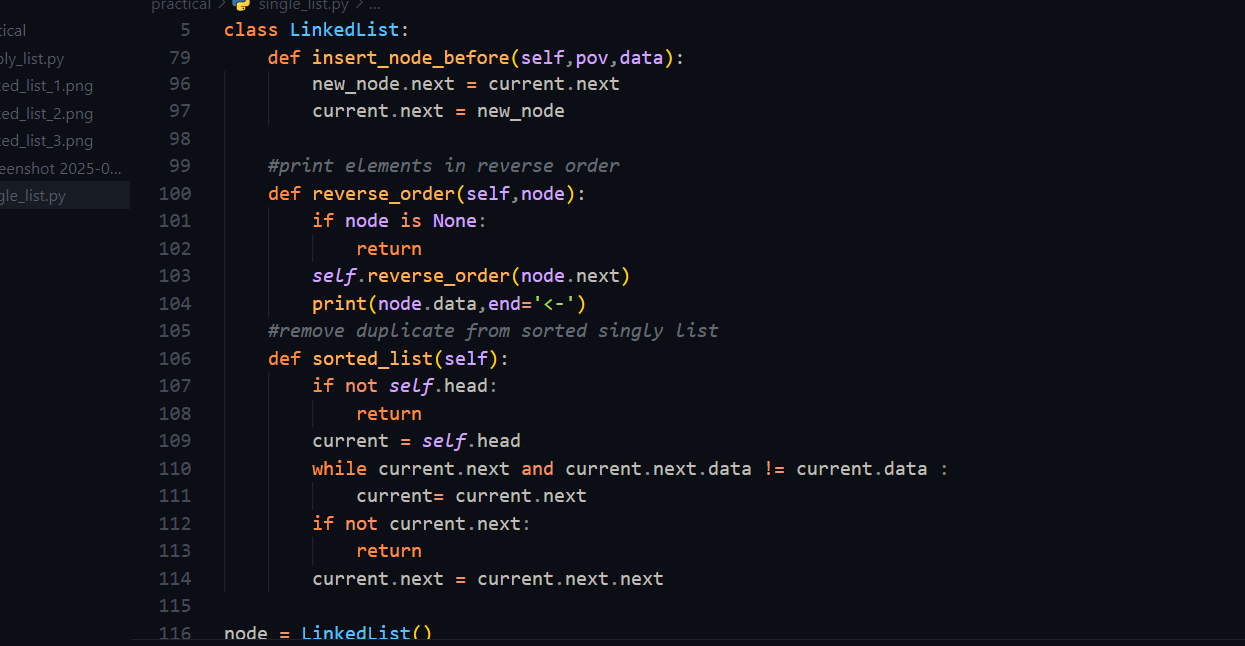 practical > single_list.py > ...
tical
ply_list.py
ked_list_1.png
ked_list_2.png
ked_list_3.png
eenshot 2025-0...
gle_list.py
5 class LinkedList:
79     def insert_node_before(self,pov,data):
96         new_node.next = current.next
97         current.next = new_node
98
99     #print elements in reverse order
100     def reverse_order(self,node):
101         if node is None:
102             return
103         self.reverse_order(node.next)
104         print(node.data,end='<-')
105     #remove duplicate from sorted singly list
106     def sorted_list(self):
107         if not self.head:
108             return
109         current = self.head
110         while current.next and current.next.data != current.data :
111             current= current.next
112         if not current.next:
113             return
114         current.next = current.next.next
115
116 node = LinkedList()